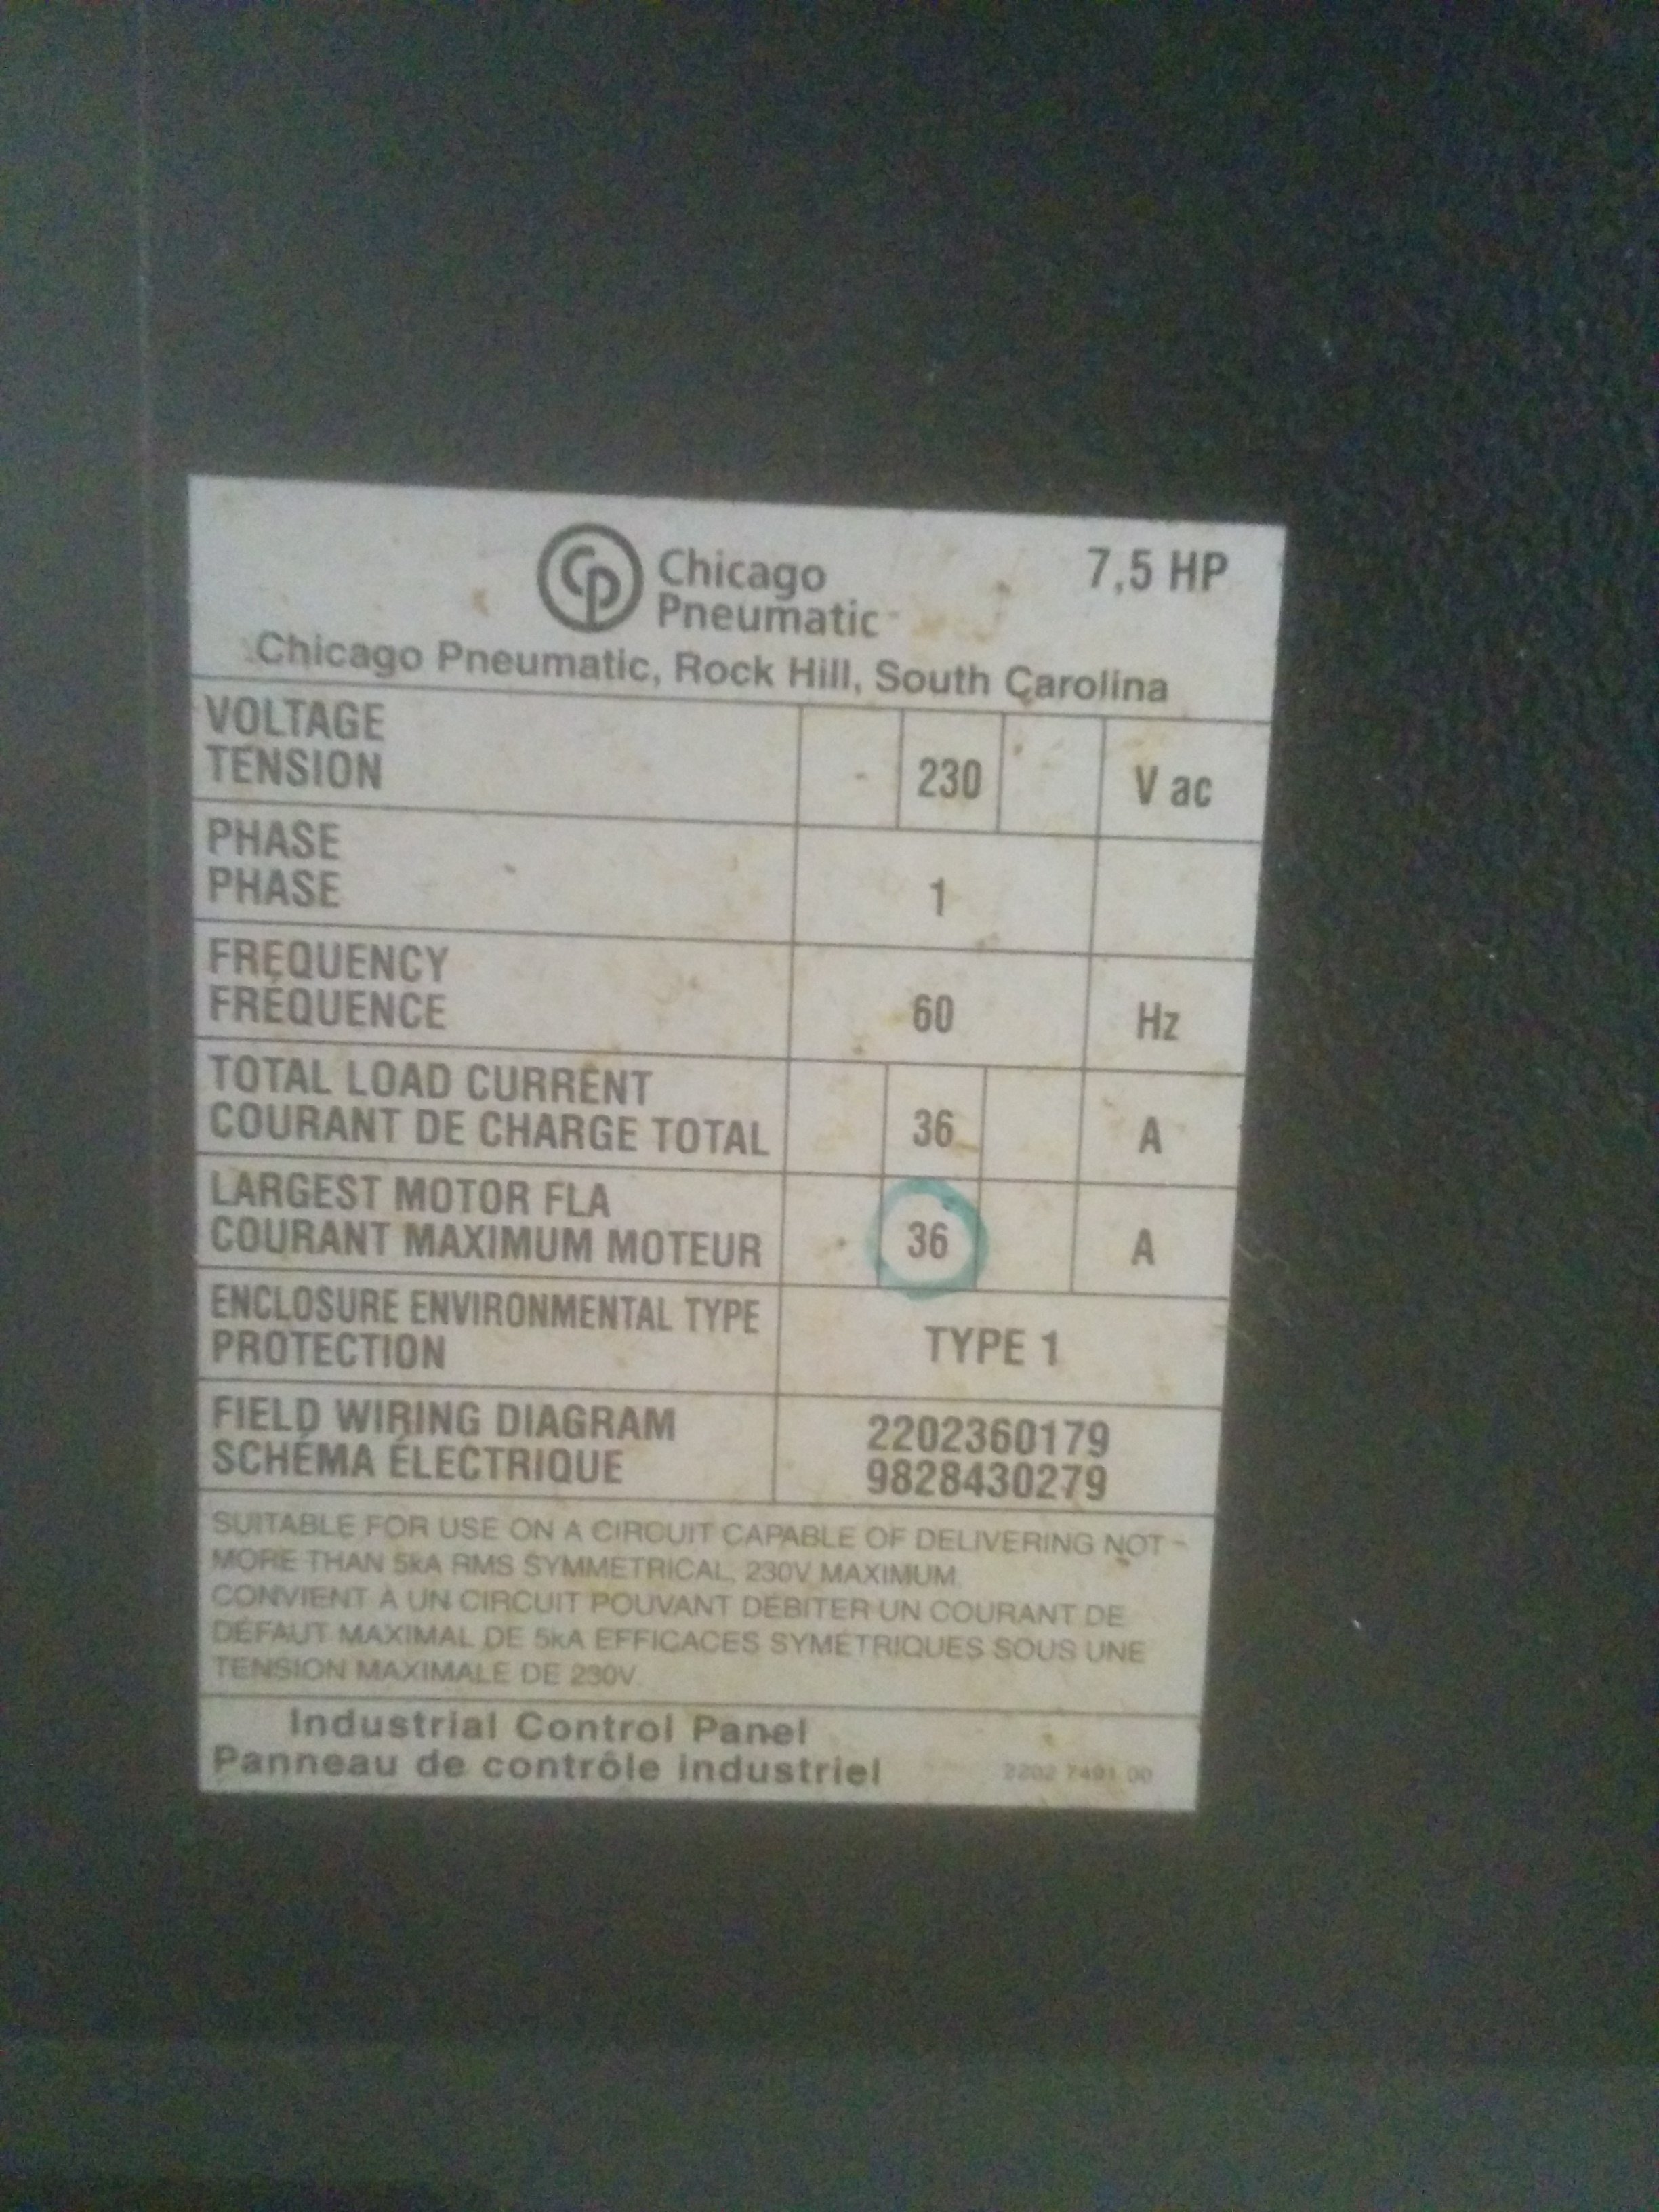 CP Chicago Pneumatic 7,5 HP
Chicago Pneumatic, Rock Hill, South Carolina
VOLTAGE
TENSION 230 V ac
PHASE
PHASE 1
FREQUENCY
FRÉQUENCE 60 Hz
TOTAL LOAD CURRENT
COURANT DE CHARGE TOTAL 36 A
LARGEST MOTOR FLA
COURANT MAXIMUM MOTEUR 36 A
ENCLOSURE ENVIRONMENTAL TYPE
PROTECTION TYPE 1
FIELD WIRING DIAGRAM 2202360179
SCHÉMA ÉLECTRIQUE 9828430279
SUITABLE FOR USE ON A CIRCUIT CAPABLE OF DELIVERING NOT
MORE THAN 5kA RMS SYMMETRICAL, 230V MAXIMUM.
CONVIENT À UN CIRCUIT POUVANT DÉBITER UN COURANT DE
DÉFAUT MAXIMAL DE 5kA EFFICACES SYMÉTRIQUES SOUS UNE
TENSION MAXIMALE DE 230V.
Industrial Control Panel
Panneau de contrôle industriel 2202 7491 00